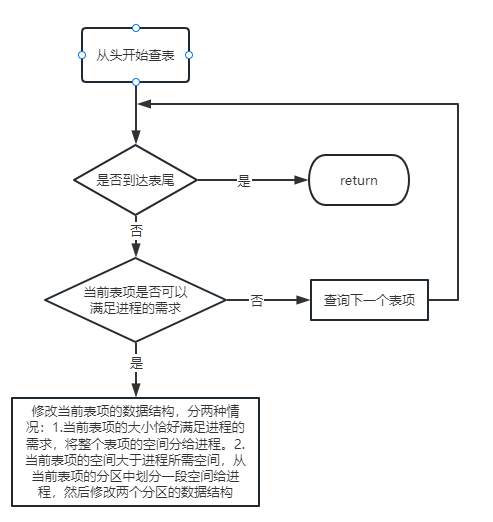 从头开始查表
是否到达表尾
是
return
否
当前表项是否可以
满足进程的需求
否
查询下一个表项
是
修改当前表项的数据结构，分两种情
况：1.当前表项的大小恰好满足进程的
需求，将整个表项的空间分给进程。2.
当前表项的空间大于进程所需空间，从
当前表项的分区中划分一段空间给进
程，然后修改两个分区的数据结构